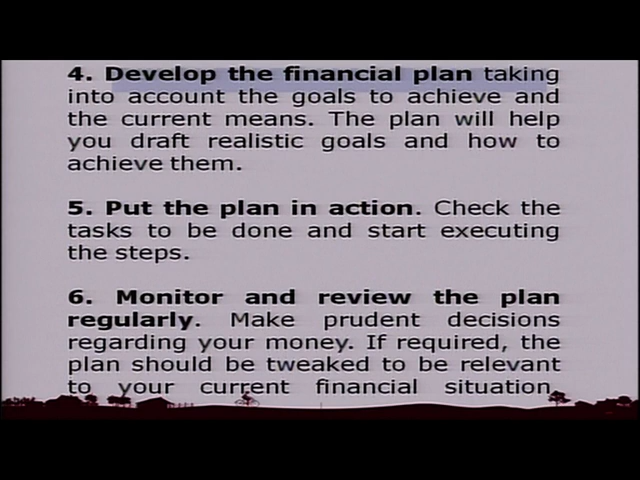 4. Develop the financial plan taking
into account the goals to achieve and
the current means. The plan will help
you draft realistic goals and how to
achieve them.
5. Put the plan in action. Check the
tasks to be done and start executing
the steps.
6. Monitor and review the plan
regularly. Make prudent decisions
regarding your money. If required, the
plan should be tweaked to be relevant
to your current financial situation.